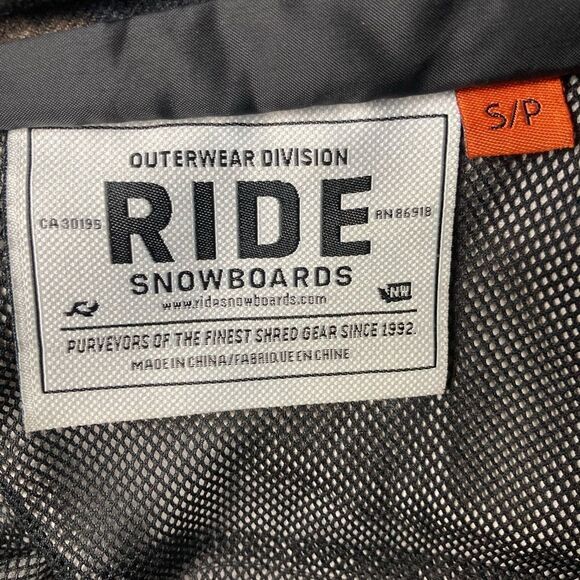 S/P
OUTERWEAR DIVISION
CA 30195 RIDE RN 86918
SNOWBOARDS
www.ridesnowboards.com
NW
PURVEYORS OF THE FINEST SHRED GEAR SINCE 1992.
MADE IN CHINA/FABRIQUE EN CHINE